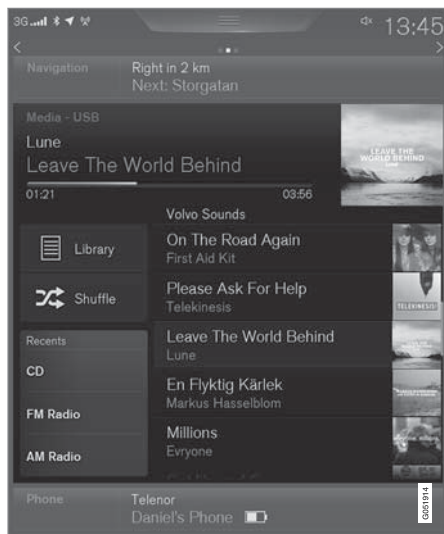 3G
13:45
Navigation
Right in 2 km
Next: Storgatan
Media - USB
Lune
Leave The World Behind
01:21
03:56
LEAVE THE
WORLD BEHIND
Volvo Sounds
Library
Shuffle
On The Road Again
First Aid Kit
Please Ask For Help
Telekinesis
TELEKINESIS!
Leave The World Behind
Lune
En Flyktig Kärlek
Markus Hasselblom
Millions
Evryone
Recents
CD
FM Radio
AM Radio
Phone
Telenor
Daniel's Phone
G051914